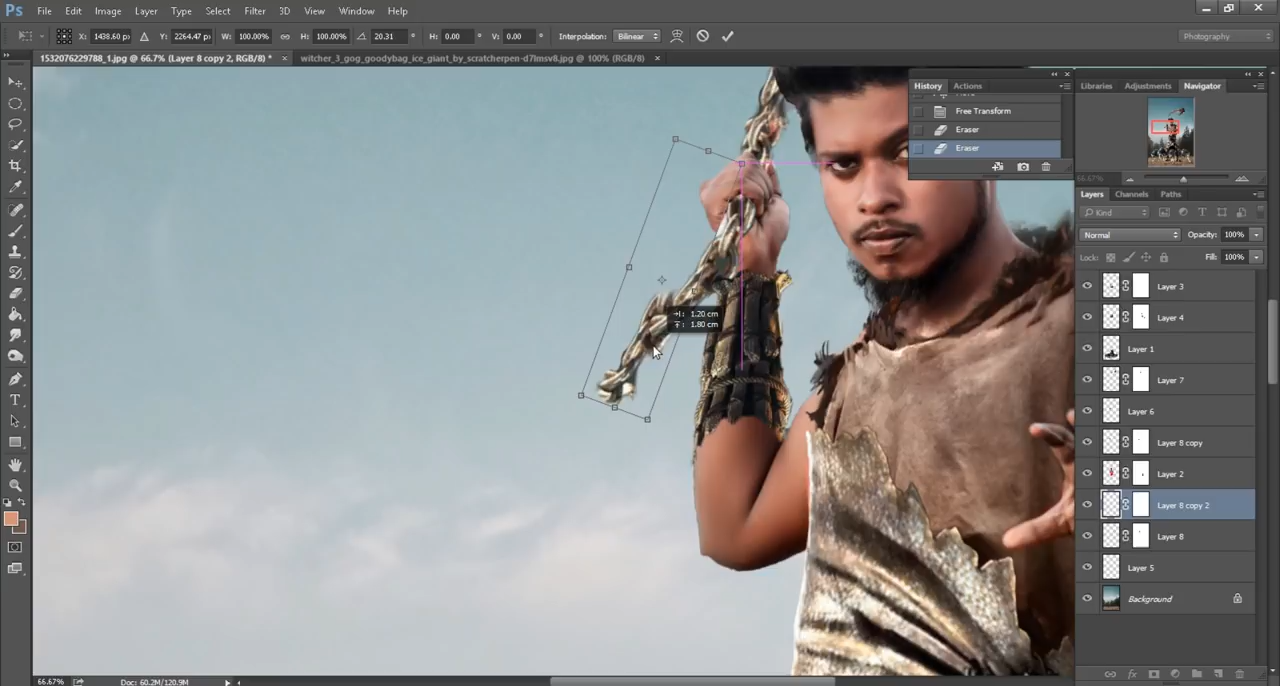 Ps File Edit Image Layer Type Select Filter 3D View Window Help
X: 1438.60 p Y: 2264.47 p W: 100.00% H: 100.00% 20.31 ° H: 0.00 ° V: 0.00 ° Interpolation: Bilinear Photography
1532076229788_1.jpg @ 66.7% (Layer 8 copy 2, RGB/8) * × witcher_3_gog_goodybag_ice_giant_by_scratcherpen-d7lmsv8.jpg @ 100% (RGB/8) ×
History Actions
Free Transform
Eraser
Eraser
Libraries Adjustments Navigator
66.67%
Layers Channels Paths
Kind
Normal Opacity: 100%
Lock: Fill: 100%
Layer 3
Layer 4
Layer 1
Layer 7
Layer 6
Layer 8 copy
Layer 2
Layer 8 copy 2
Layer 8
Layer 5
Background
1.20 cm
1.80 cm
66.67% Doc: 60.2M/120.9M